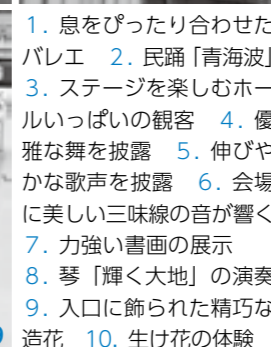 1. 息をぴったり合わせた
バレエ 2. 民踊「青海波」
3. ステージを楽しむホー
ルいっぱいの観客 4. 優
雅な舞を披露 5. 伸びや
かな歌声を披露 6. 会場
に美しい三味線の音が響く
7. 力強い書画の展示
8. 琴「輝く大地」の演奏
9. 入口に飾られた精巧な
造花 10. 生け花の体験